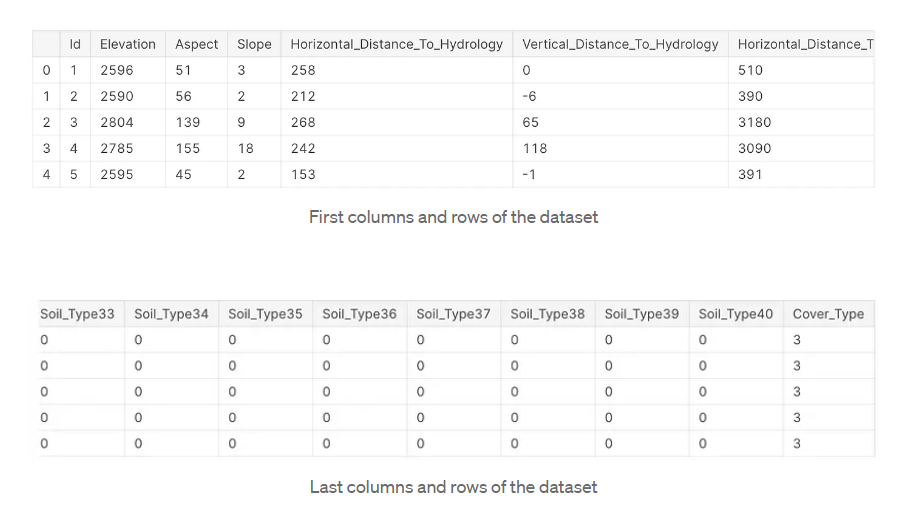 Id Elevation Aspect Slope Horizontal_Distance_To_Hydrology Vertical_Distance_To_Hydrology Horizontal_Distance_T
0 1 2596 51 3 258 0 510
1 2 2590 56 2 212 -6 390
2 3 2804 139 9 268 65 3180
3 4 2785 155 18 242 118 3090
4 5 2595 45 2 153 -1 391
First columns and rows of the dataset
Soil_Type33 Soil_Type34 Soil_Type35 Soil_Type36 Soil_Type37 Soil_Type38 Soil_Type39 Soil_Type40 Cover_Type
0 0 0 0 0 0 0 0 3
0 0 0 0 0 0 0 0 3
0 0 0 0 0 0 0 0 3
0 0 0 0 0 0 0 0 3
0 0 0 0 0 0 0 0 3
Last columns and rows of the dataset